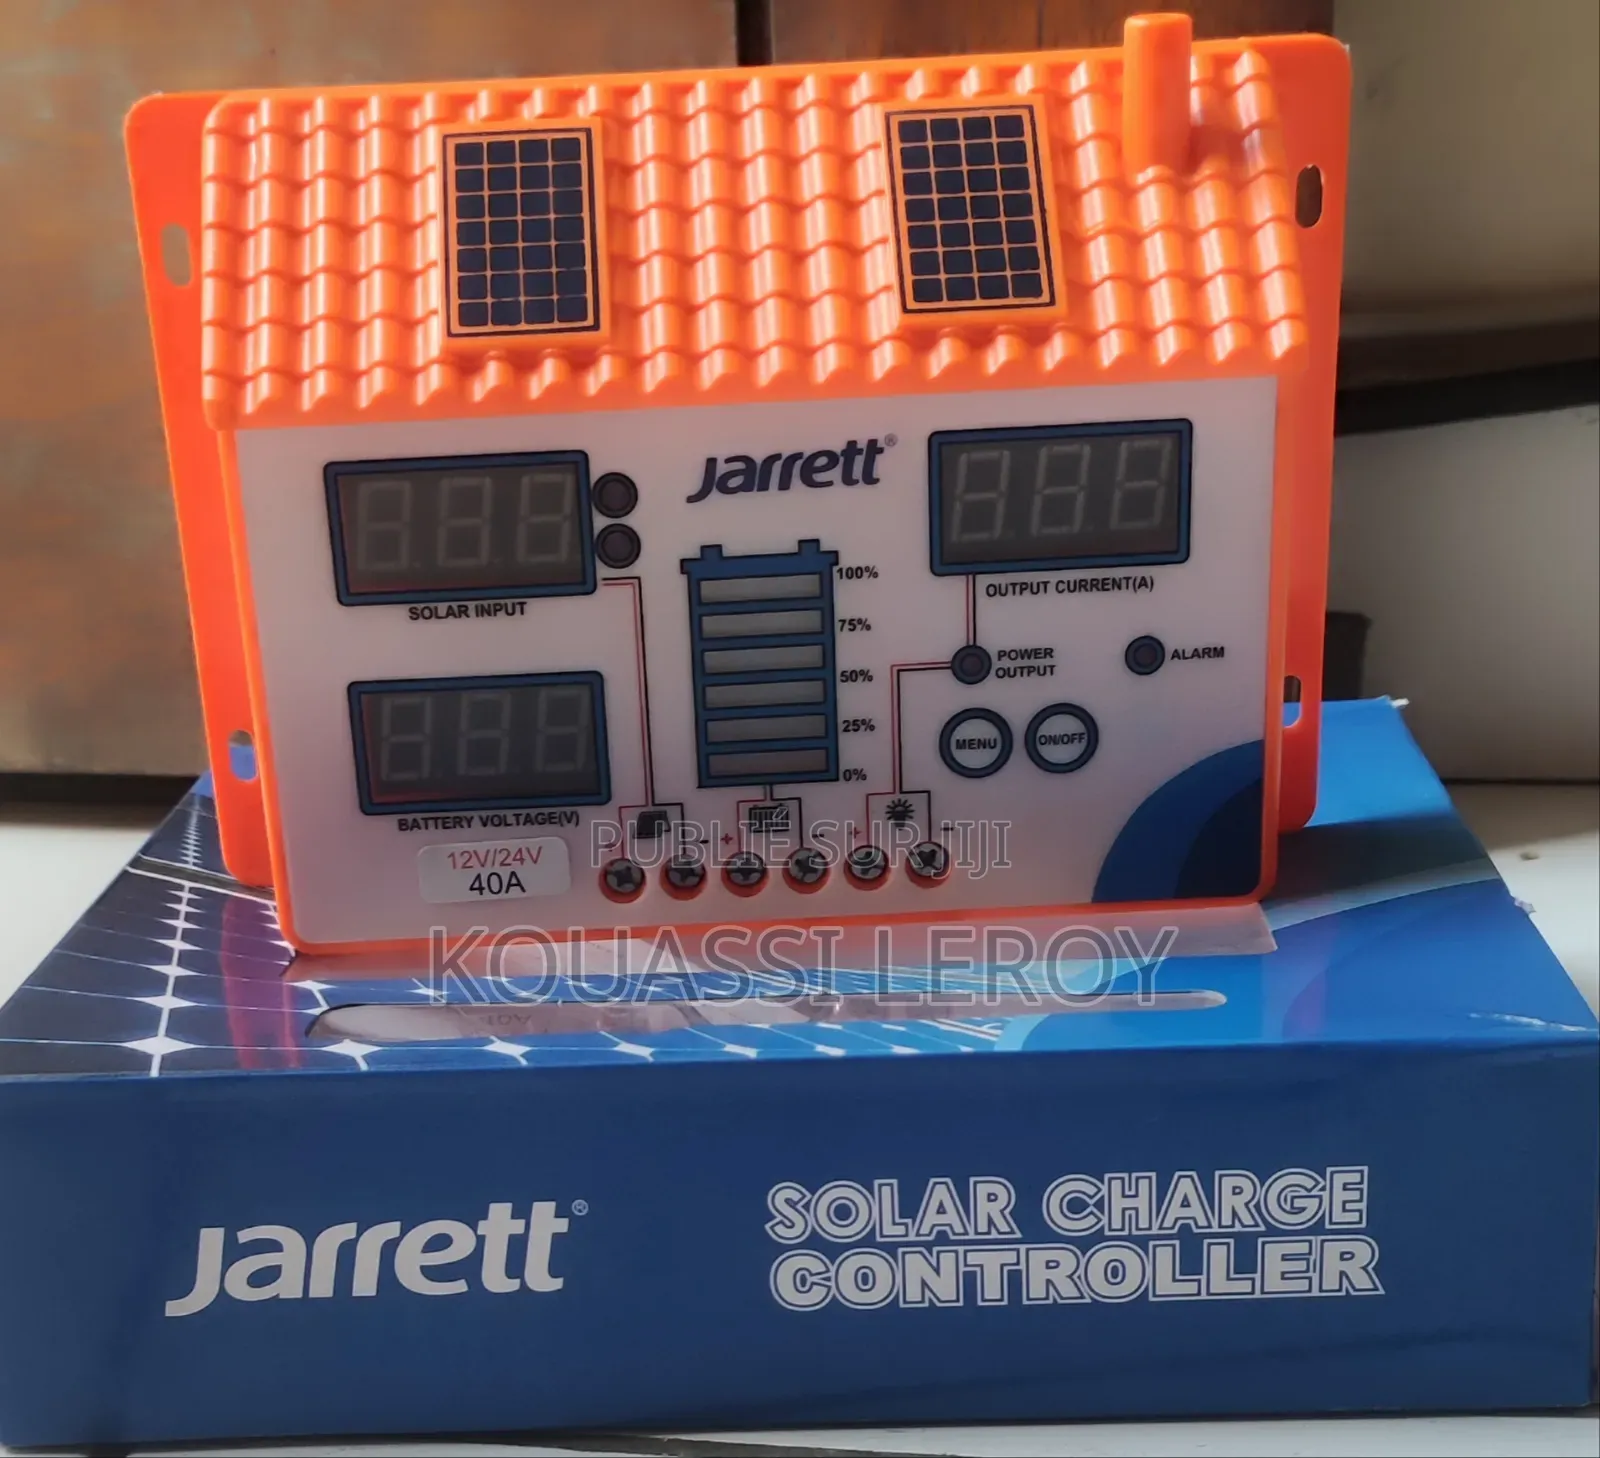 Jarrett®
SOLAR INPUT
BATTERY VOLTAGE(V)
12V/24V
40A
100%
75%
50%
25%
0%
OUTPUT CURRENT(A)
POWER
OUTPUT
ALARM
MENU
ON/OFF
+ - + - + -
PUBLIÉ SUR JIJI
KOUASSI LEROY
Jarrett®
SOLAR CHARGE
CONTROLLER